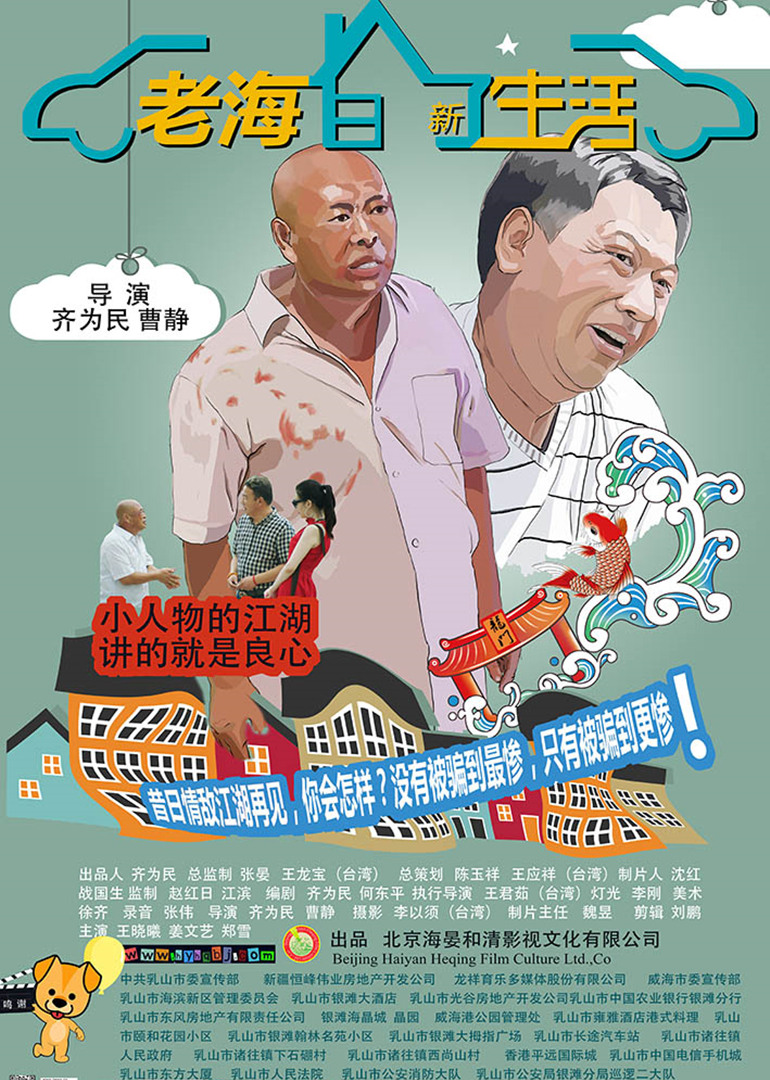 老海的新生活
导 演
齐为民 曹静
小人物的江湖
讲的就是良心
龍门
昔日情敌江湖再见，你会怎样？没有被骗到最惨，只有被骗到更惨！
出品人 齐为民 总监制 张晏 王龙宝（台湾） 总策划 陈玉祥 王应祥（台湾）制片人 沈红
战国生 监制 赵红日 江滨 编剧 齐为民 何东平 执行导演 王君茹（台湾）灯光 李刚 美术
徐齐 录音 张伟 导演 齐为民 曹静 摄影 李以须（台湾） 制片主任 魏昱 剪辑 刘鹏
主演 王晓曦 姜文艺 郑雪
www.hyhqbj.com
出品 北京海晏和清影视文化有限公司
Beijing Haiyan Heqing Film Culture Ltd.,Co
鸣谢
中共乳山市委宣传部 新疆恒峰伟业房地产开发公司 龙祥育乐多媒体股份有限公司 威海市委宣传部
乳山市海滨新区管理委员会 乳山市银滩大酒店 乳山市光谷房地产开发公司乳山市中国农业银行银滩分行
乳山市东风房地产有限责任公司 银滩海晶城 晶园 威海港公园管理处 乳山市雍雅酒店港式料理 乳山
市颐和花园小区 乳山市银滩翰林名苑小区 乳山市银滩大拇指广场 乳山市长途汽车站 乳山市诸往镇
人民政府 乳山市诸往镇下石硼村 乳山市诸往镇西尚山村 香港平远国际城 乳山市中国电信手机城
乳山市东方大厦 乳山市人民法院 乳山市公安消防大队 乳山市公安局银滩分局巡逻二大队